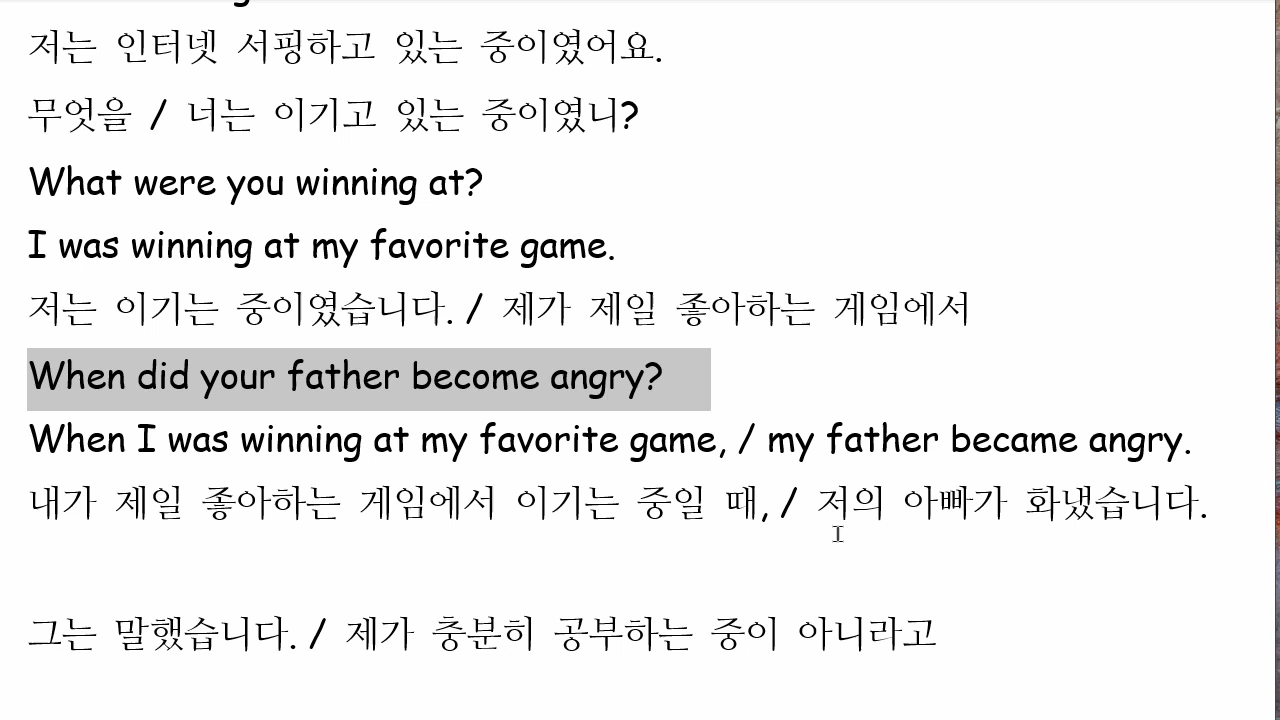 저는 인터넷 서핑하고 있는 중이였어요.
무엇을 / 너는 이기고 있는 중이였니?
What were you winning at?
I was winning at my favorite game.
저는 이기는 중이였습니다. / 제가 제일 좋아하는 게임에서
When did your father become angry?
When I was winning at my favorite game, / my father became angry.
내가 제일 좋아하는 게임에서 이기는 중일 때, / 저의 아빠가 화냈습니다.
그는 말했습니다. / 제가 충분히 공부하는 중이 아니라고